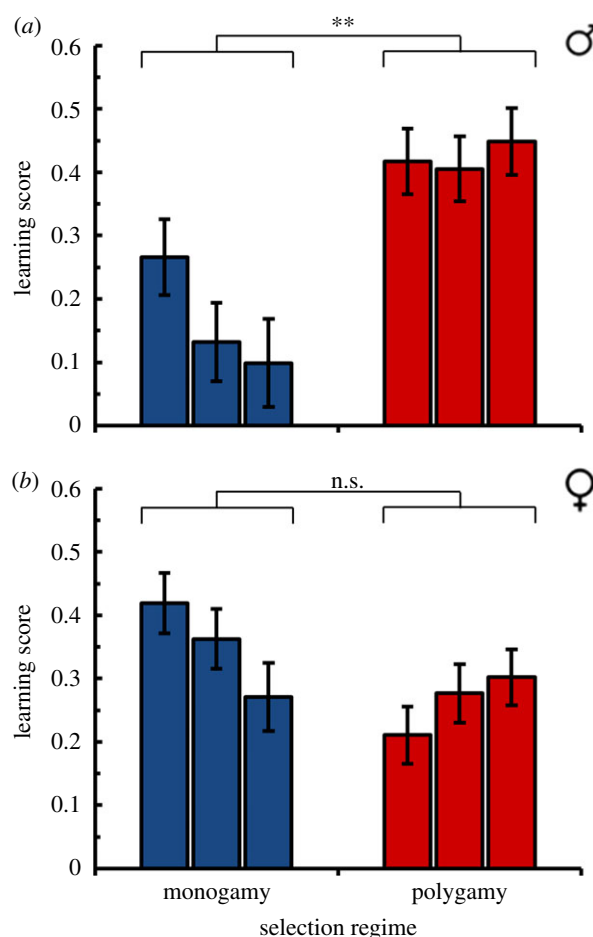 (a)
0.6
**
♂
0.5
0.4
0.3
0.2
0.1
0
learning score
(b)
0.6
n.s.
♀
0.5
0.4
0.3
0.2
0.1
0
learning score
monogamy polygamy
selection regime